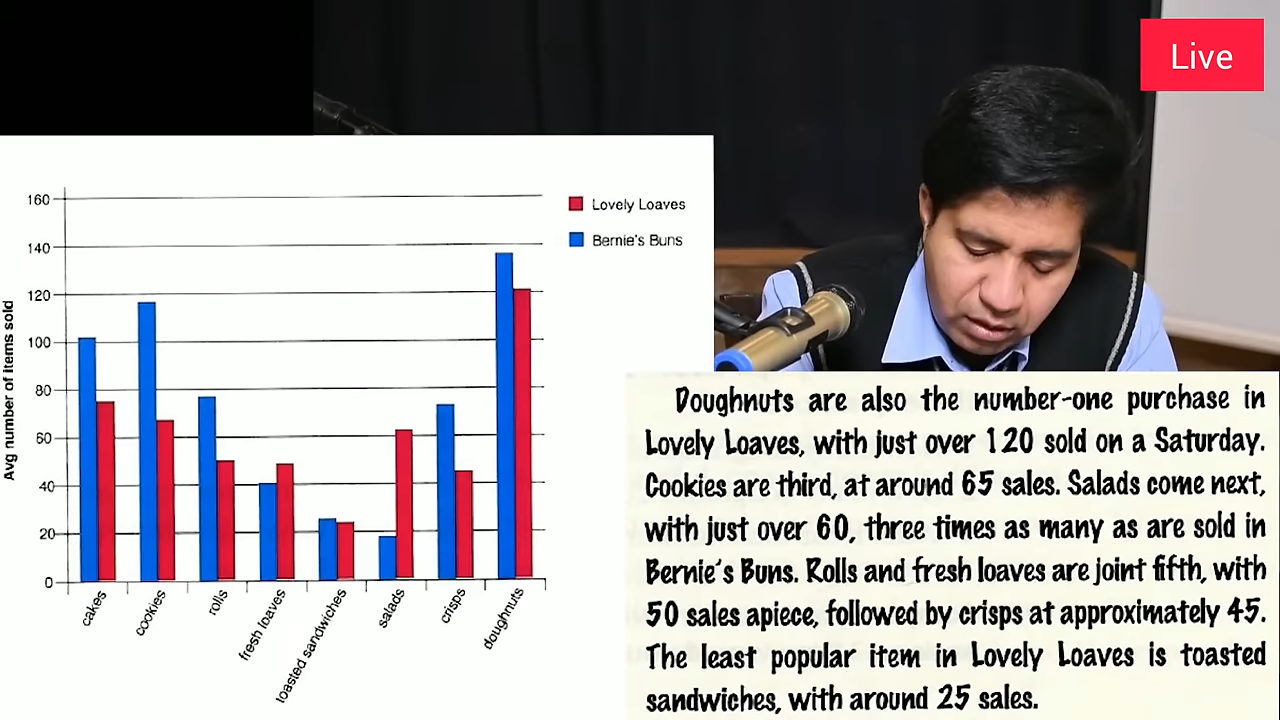 Live
160
140
120
100
80
60
40
20
0
Avg number of items sold
Lovely Loaves
Bernie's Buns
cakes
cookies
rolls
fresh loaves
toasted sandwiches
salads
crisps
doughnuts
Doughnuts are also the number-one purchase in
Lovely Loaves, with just over 120 sold on a Saturday.
Cookies are third, at around 65 sales. Salads come next,
with just over 60, three times as many as are sold in
Bernie's Buns. Rolls and fresh loaves are joint fifth, with
50 sales apiece, followed by crisps at approximately 45.
The least popular item in Lovely Loaves is toasted
sandwiches, with around 25 sales.